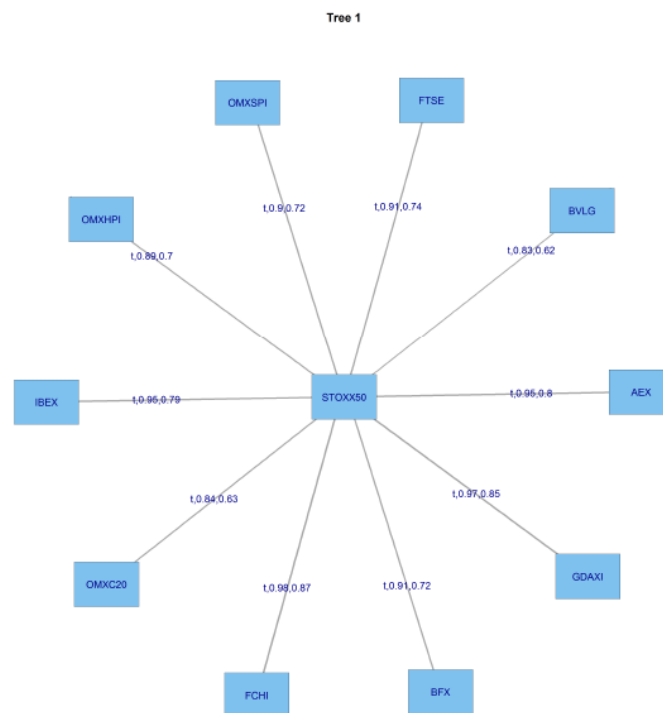 Tree 1
FTSE
OMXSPI
BVLG
OMXHPI
t,0.9,0.72
t,0.91,0.74
t,0.83,0.62
t,0.89,0.7
STOXX50
AEX
IBEX
t,0.95,0.79
t,0.95,0.8
t,0.84,0.63
t,0.97,0.85
OMXC20
GDAXI
t,0.98,0.87
t,0.91,0.72
FCHI
BFX